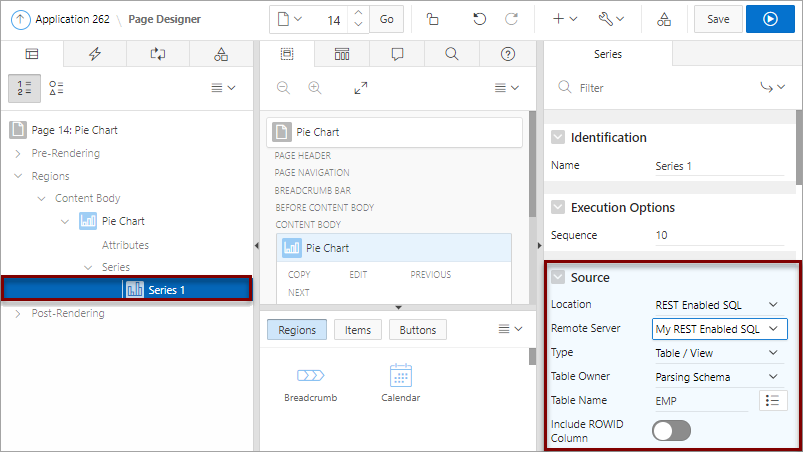 Application 262 \ Page Designer
14
Go
Save
Page 14: Pie Chart
Pre-Rendering
Regions
Content Body
Pie Chart
Attributes
Series
Series 1
Post-Rendering
Pie Chart
PAGE HEADER
PAGE NAVIGATION
BREADCRUMB BAR
BEFORE CONTENT BODY
CONTENT BODY
Pie Chart
COPY EDIT PREVIOUS
NEXT
Regions Items Buttons
Breadcrumb Calendar
Series
Filter
Identification
Name Series 1
Execution Options
Sequence 10
Source
Location REST Enabled SQL
Remote Server My REST Enabled SQL
Type Table / View
Table Owner Parsing Schema
Table Name EMP
Include ROWID
Column